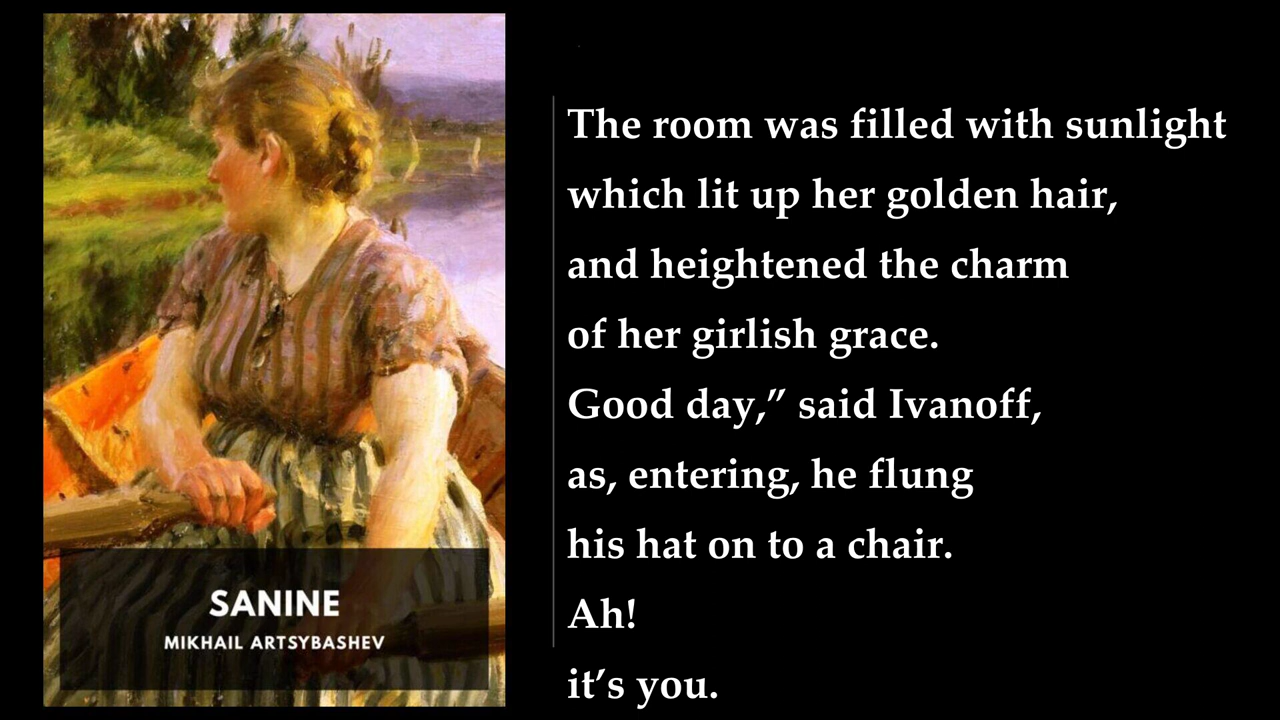 SANINE
MIKHAIL ARTSYBASHEV
The room was filled with sunlight
which lit up her golden hair,
and heightened the charm
of her girlish grace.
Good day,” said Ivanoff,
as, entering, he flung
his hat on to a chair.
Ah!
it’s you.